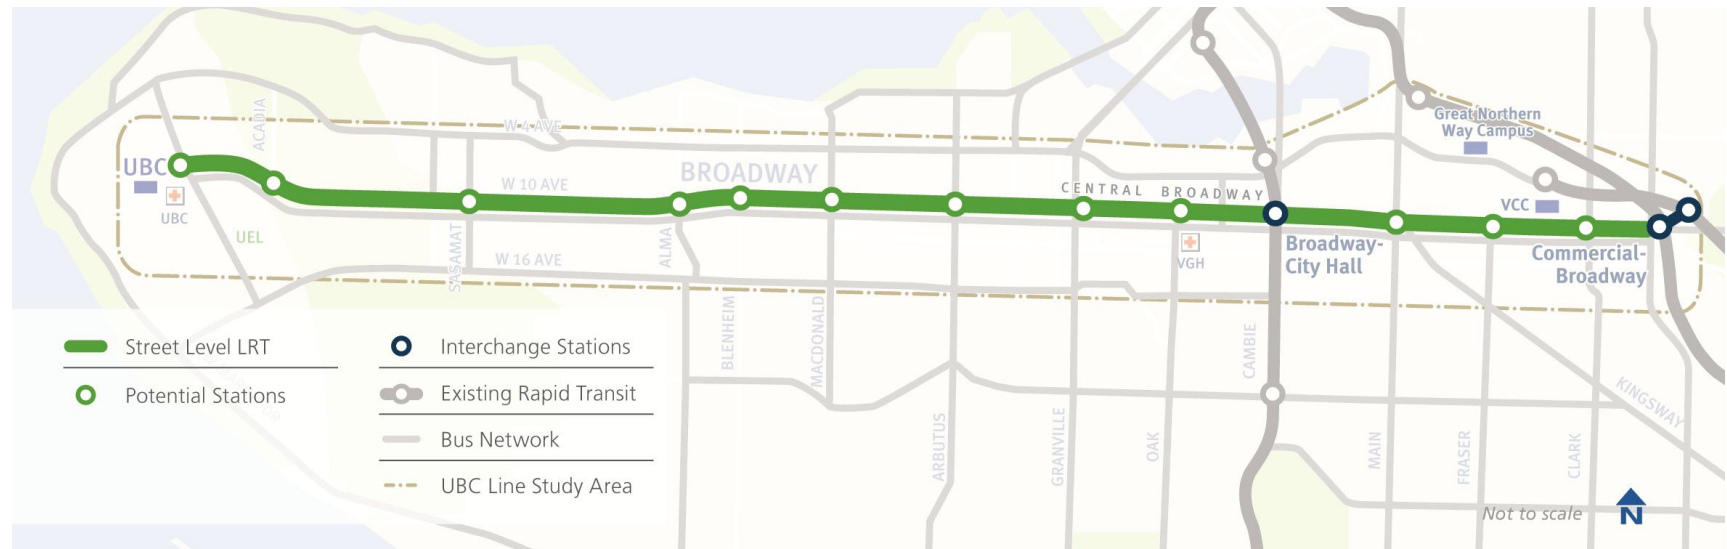 W 4 AVE
ACADIA
Great Northern
Way Campus
UBC
BROADWAY
W 10 AVE
CENTRAL BROADWAY
VCC
UBC
UEL
SASAMAT
ALMA
W 16 AVE
VGH
Broadway-
City Hall
Commercial-
Broadway
BLENHEIM
MACDONALD
ARBUTUS
GRANVILLE
OAK
CAMBIE
MAIN
FRASER
CLARK
KINGSWAY
Street Level LRT
Potential Stations
Interchange Stations
Existing Rapid Transit
Bus Network
UBC Line Study Area
Not to scale
N